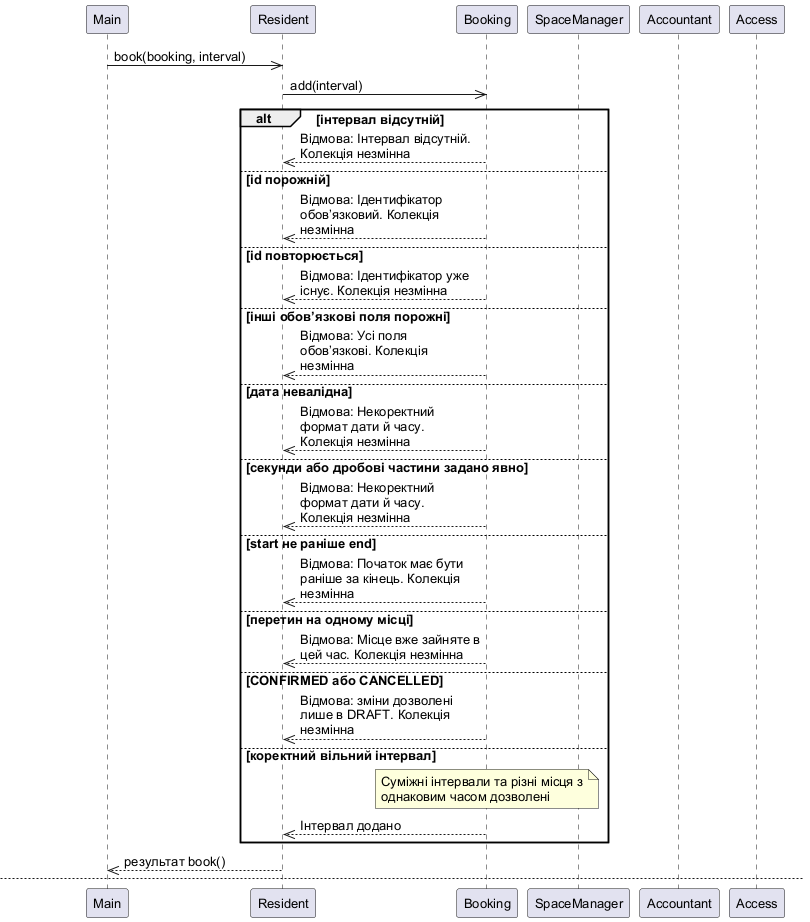 Main Resident Booking SpaceManager Accountant Access
book(booking, interval)
add(interval)
alt [інтервал відсутній]
Відмова: Інтервал відсутній.
Колекція незмінна
[id порожній]
Відмова: Ідентифікатор
обов’язковий. Колекція
незмінна
[id повторюється]
Відмова: Ідентифікатор уже
існує. Колекція незмінна
[інші обов’язкові поля порожні]
Відмова: Усі поля
обов’язкові. Колекція
незмінна
[дата невалідна]
Відмова: Некоректний
формат дати й часу.
Колекція незмінна
[секунди або дробові частини задано явно]
Відмова: Некоректний
формат дати й часу.
Колекція незмінна
[start не раніше end]
Відмова: Початок має бути
раніше за кінець. Колекція
незмінна
[перетин на одному місці]
Відмова: Місце вже зайняте в
цей час. Колекція незмінна
[CONFIRMED або CANCELLED]
Відмова: зміни дозволені
лише в DRAFT. Колекція
незмінна
[коректний вільний інтервал]
Суміжні інтервали та різні місця з
однаковим часом дозволені
Інтервал додано
результат book()
Main Resident Booking SpaceManager Accountant Access